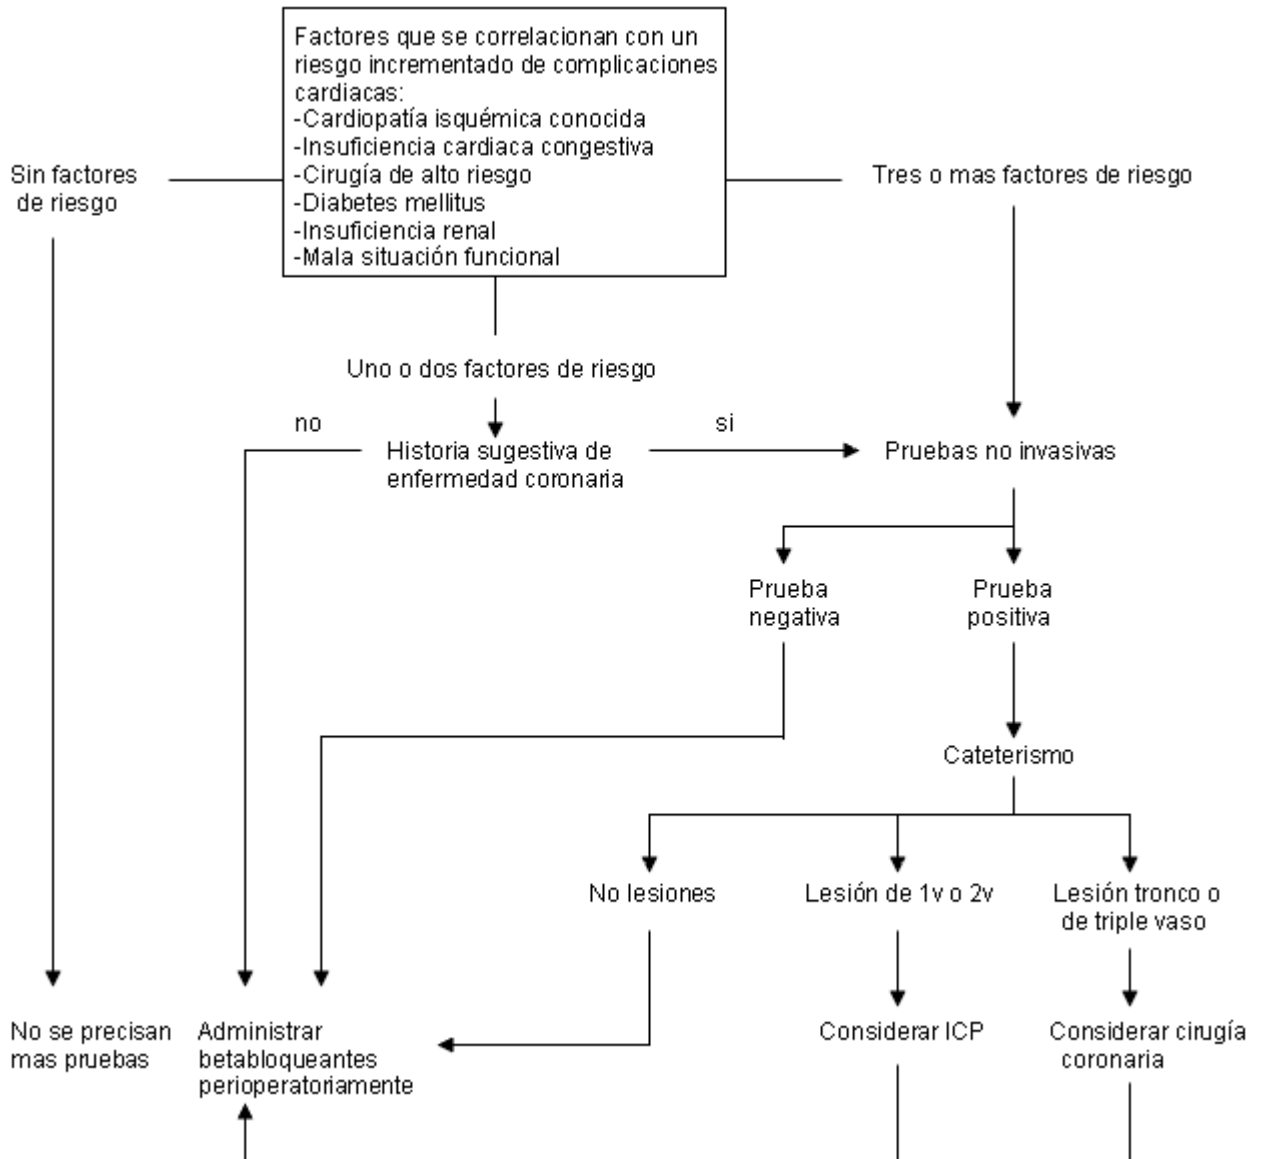 Factores que se correlacionan con un
riesgo incrementado de complicaciones
cardiacas:
-Cardiopatía isquémica conocida
-Insuficiencia cardiaca congestiva
-Cirugía de alto riesgo
-Diabetes mellitus
-Insuficiencia renal
-Mala situación funcional
Sin factores
de riesgo
Tres o mas factores de riesgo
Uno o dos factores de riesgo
no
si
Historia sugestiva de
enfermedad coronaria
Pruebas no invasivas
Prueba
negativa
Prueba
positiva
Cateterismo
No lesiones
Lesión de 1v o 2v
Lesión tronco o
de triple vaso
No se precisan
mas pruebas
Administrar
betabloqueantes
perioperatoriamente
Considerar ICP
Considerar cirugía
coronaria